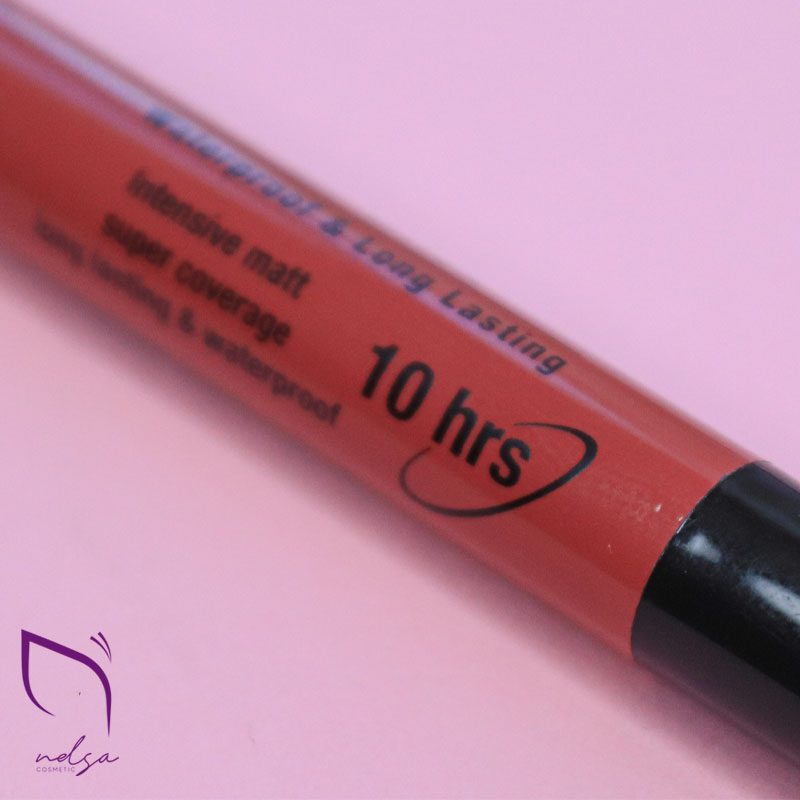 Waterproof & Long Lasting
intensive matt
super coverage
long lasting & waterproof
10 hrs
nelsa
COSMETIC